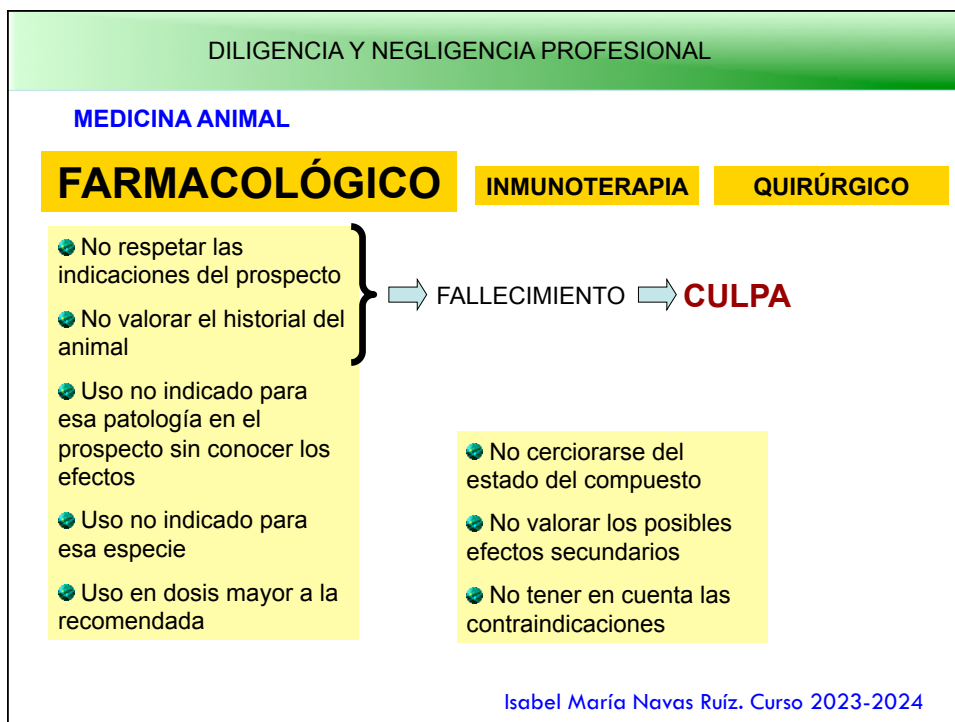 DILIGENCIA Y NEGLIGENCIA PROFESIONAL
MEDICINA ANIMAL
FARMACOLÓGICO
INMUNOTERAPIA
QUIRÚRGICO
No respetar las
indicaciones del prospecto
No valorar el historial del
animal
Uso no indicado para
esa patología en el
prospecto sin conocer los
efectos
Uso no indicado para
esa especie
Uso en dosis mayor a la
recomendada
FALLECIMIENTO
CULPA
No cerciorarse del
estado del compuesto
No valorar los posibles
efectos secundarios
No tener en cuenta las
contraindicaciones
Isabel María Navas Ruíz. Curso 2023-2024